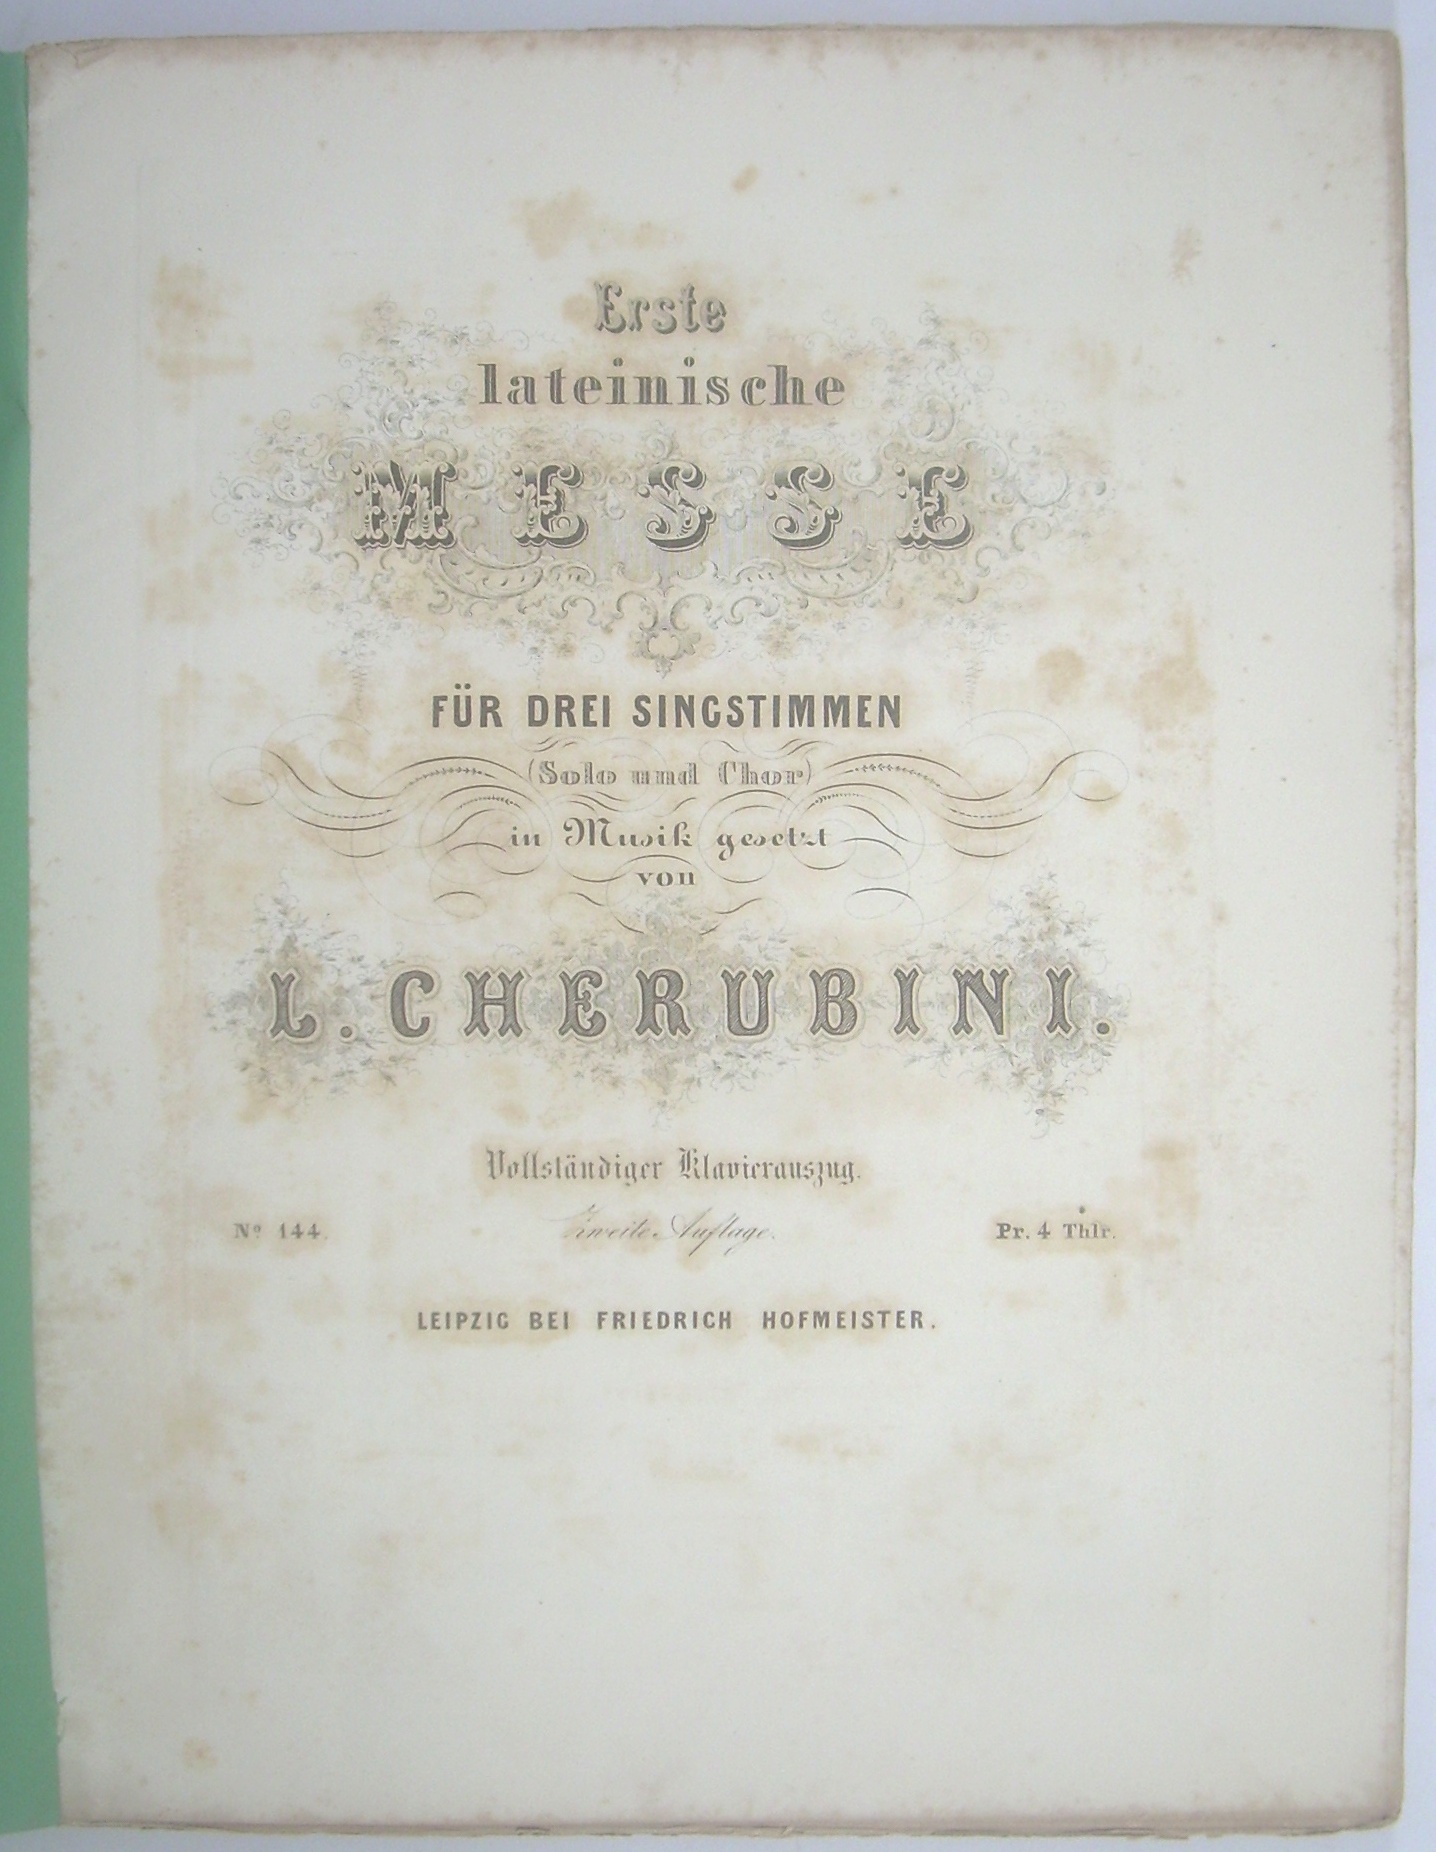 Erste
lateinische
MESSE
FÜR DREI SINGSTIMMEN
(Solo und Chor)
in Musik gesetzt
von
L. CHERUBINI.
Vollständiger Klavierauszug.
Zweite Auflage.
Nº 144.
Pr. 4 Thlr.
LEIPZIG BEI FRIEDRICH HOFMEISTER.